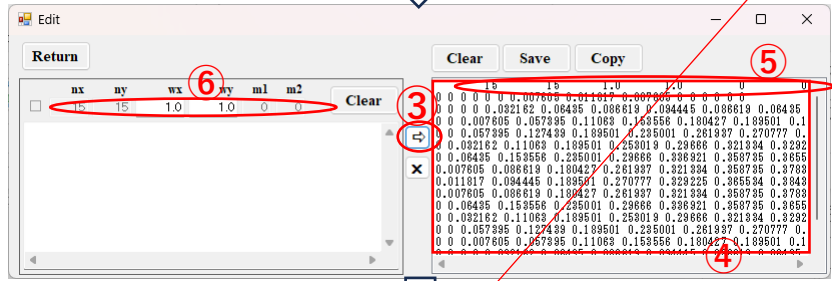 Edit
Return
Clear Save Copy
⑤
nx ny wx wy m1 m2
⑥
15 15 1.0 1.0 0 0
Clear
③
⇨
×
15 15 1.0 1.0 0 0
0 0 0 0 0 0.007605 0.011817 0.007605 0 0 0 0 0
0 0 0 0.032162 0.06435 0.086619 0.094445 0.086619 0.06435
0 0 0.007605 0.057395 0.11063 0.153556 0.180427 0.189501 0.1
0 0 0.057395 0.127439 0.189501 0.235001 0.261937 0.270777 0.
0 0.032162 0.11063 0.189501 0.253019 0.29666 0.321334 0.3292
0 0.06435 0.153556 0.235001 0.29666 0.336921 0.358735 0.3655
0.007605 0.086619 0.180427 0.261937 0.321334 0.358735 0.3783
0.011817 0.094445 0.189501 0.270777 0.329225 0.365534 0.3843
0.007605 0.086619 0.180427 0.261937 0.321334 0.358735 0.3783
0 0.06435 0.153556 0.235001 0.29666 0.336921 0.358735 0.3655
0 0.032162 0.11063 0.189501 0.253019 0.29666 0.321334 0.3292
0 0 0.057395 0.127439 0.189501 0.235001 0.261937 0.270777 0.
0 0 0.007605 0.057395 0.11063 0.153556 0.180427 0.189501 0.1
④